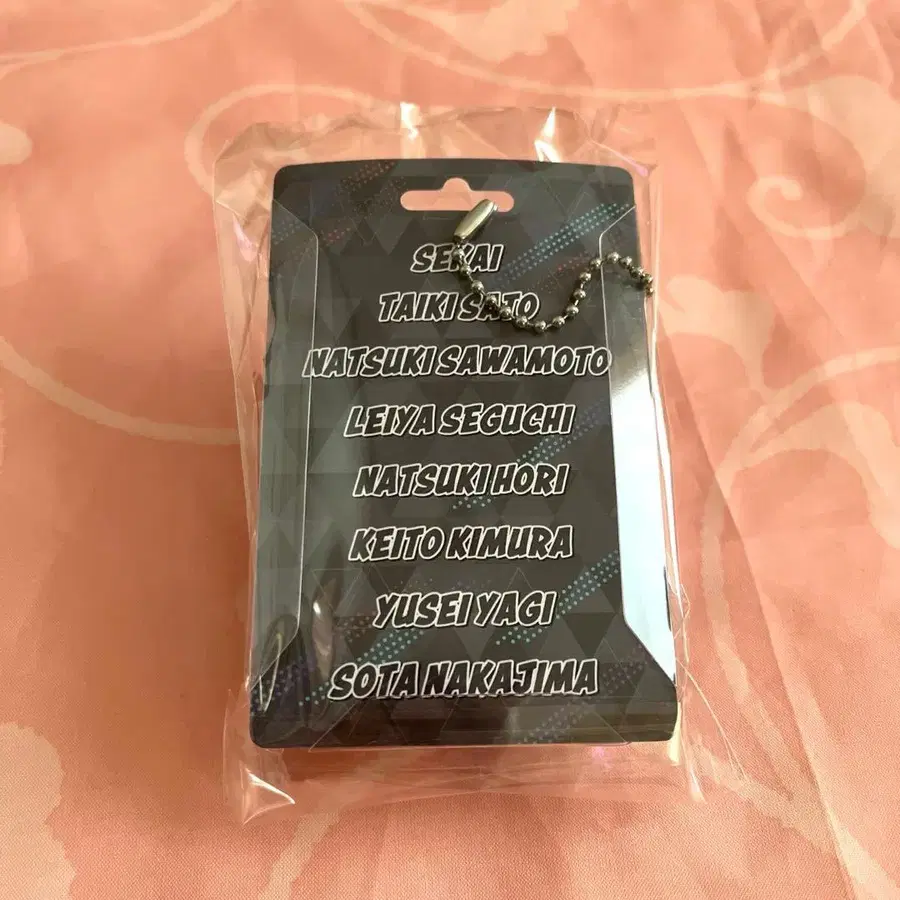 SEKAI
TAIKI SATO
NATSUKI SAWAMOTO
LEIYA SEGUCHI
NATSUKI HORI
KEITO KIMURA
YUSEI YAGI
SOTA NAKAJIMA